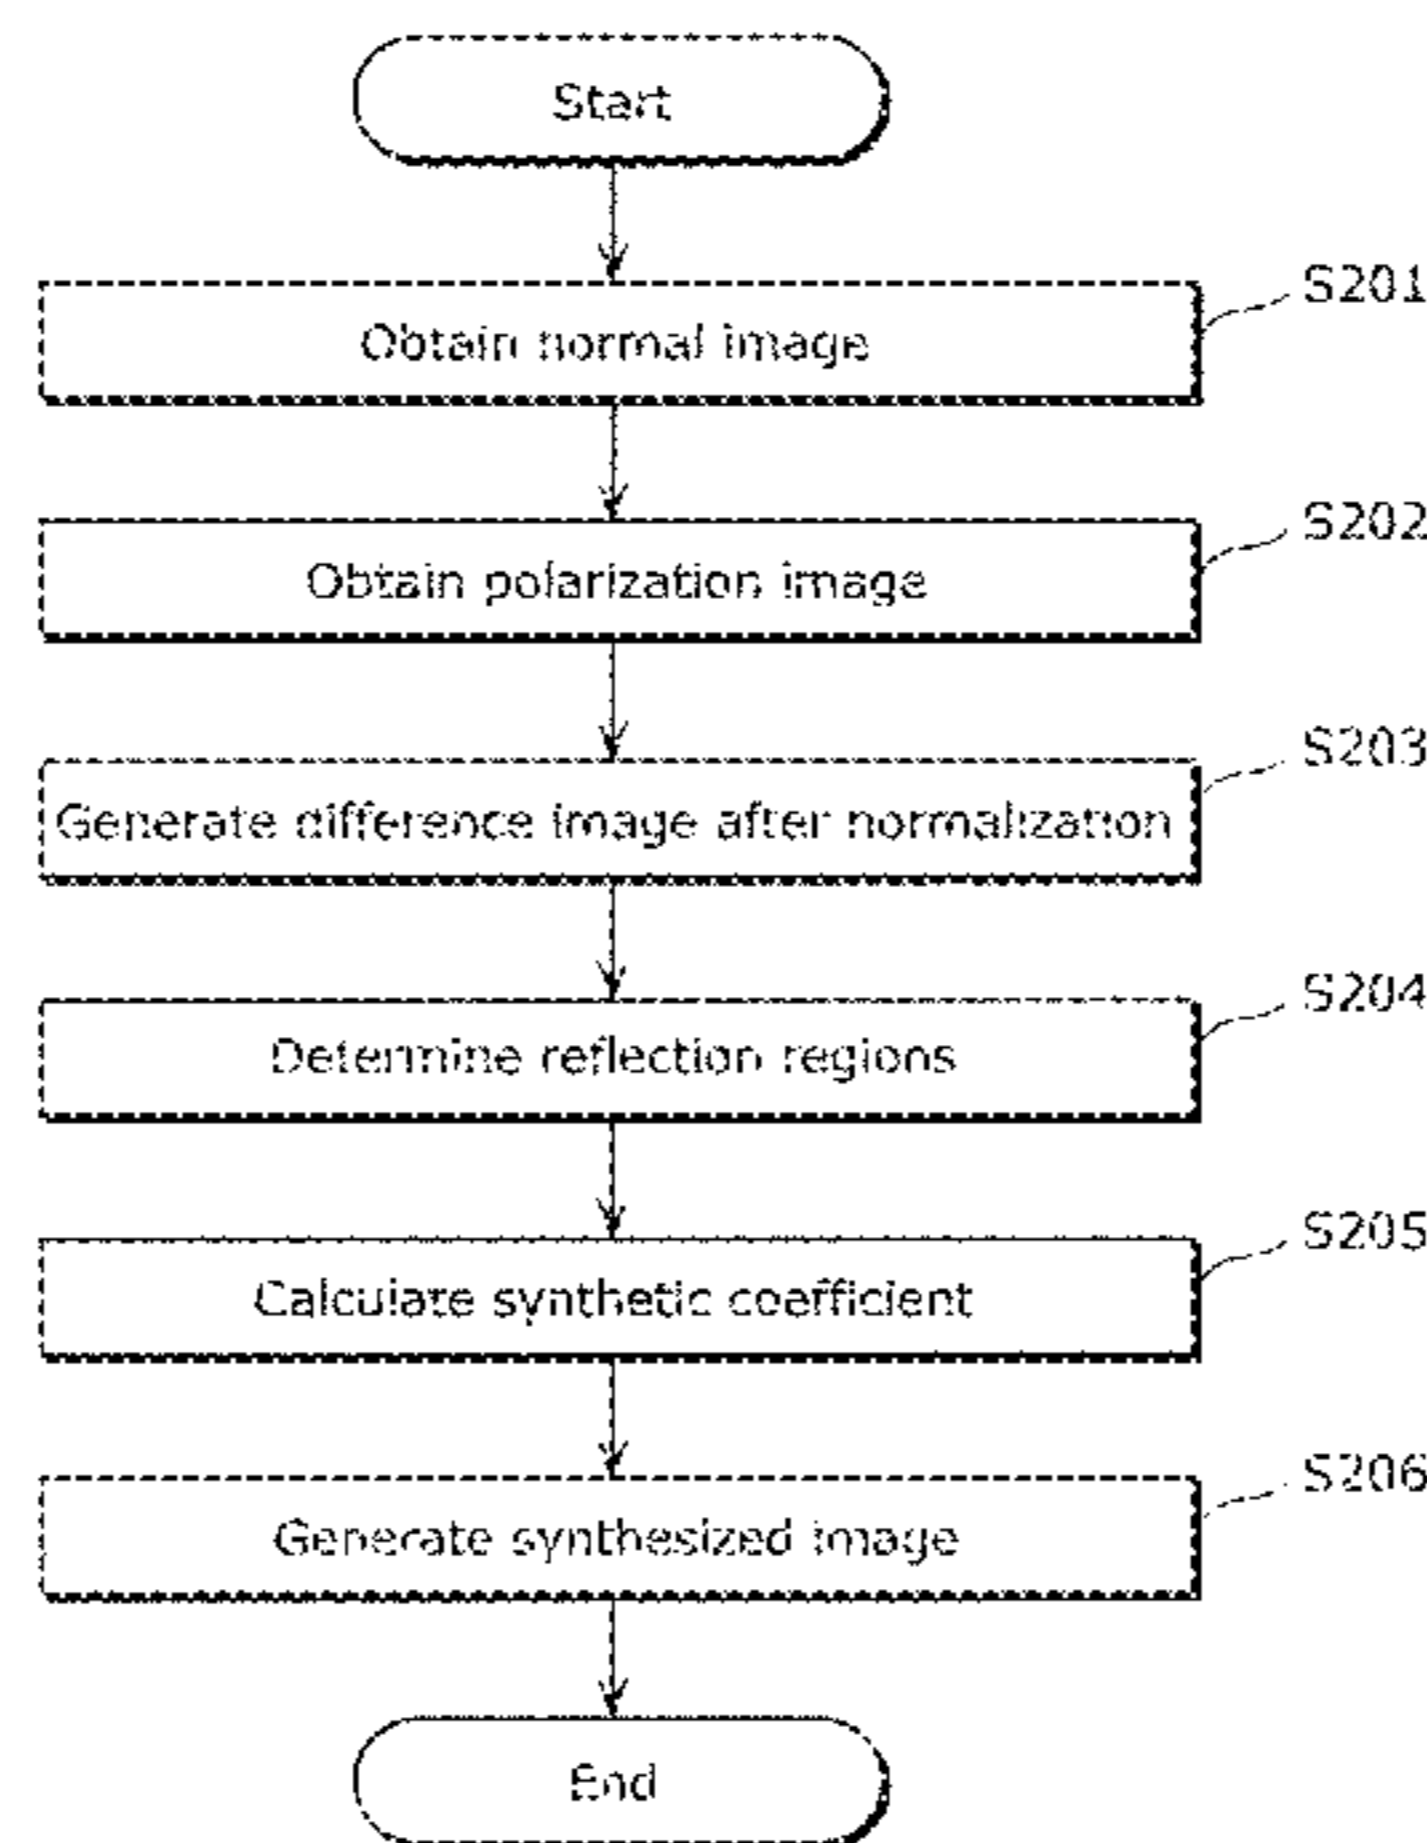 Start
Obtain normal image
S201
Obtain polarization image
S202
Generate difference image after normalization
S203
Determine reflection regions
S204
Calculate synthetic coefficient
S205
Generate synthesized image
S206
End